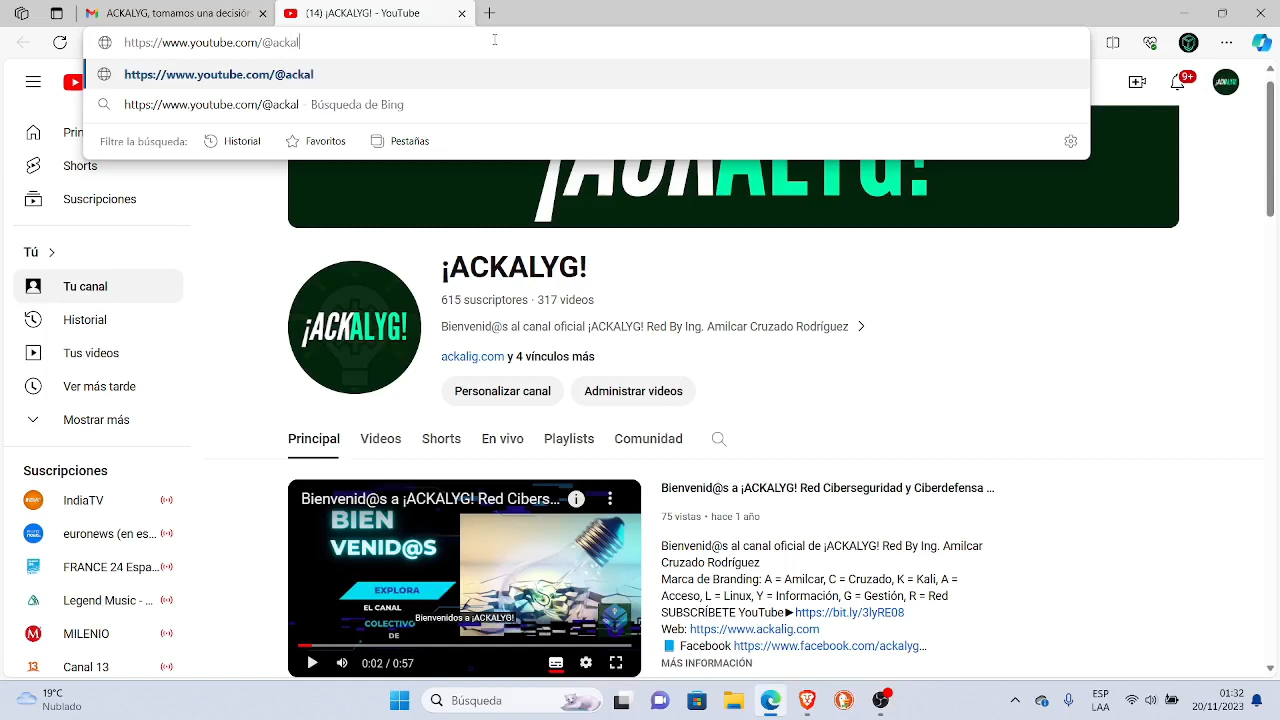 ACKALYG, tomamos una decisión
(14) ¡ACKALYG! - YouTube
https://www.youtube.com/@ackal
https://www.youtube.com/@ackal
https://www.youtube.com/@ackal - Búsqueda de Bing
Filtre la búsqueda:
Historial
Favoritos
Pestañas
9+
¡ACKALYG!
Prin
Shorts
Suscripciones
Tú
Tu canal
Historial
Tus videos
Ver más tarde
Mostrar más
Suscripciones
IndiaTV
euronews (en es...
FRANCE 24 Espa...
Legend Music - ...
MILENIO
Canal 13
¡ACKALYG!
¡ACKALYG!
¡ACKALYG!
615 suscriptores · 317 videos
Bienvenid@s al canal oficial ¡ACKALYG! Red By Ing. Amilcar Cruzado Rodríguez
ackalig.com y 4 vínculos más
Personalizar canal
Administrar videos
Principal
Videos
Shorts
En vivo
Playlists
Comunidad
Bienvenid@s a ¡ACKALYG! Red Cibers...
BIEN
VENID@S
EXPLORA
EL CANAL
COLECTIVO
DE
Bienvenidos a ¡ACKALYG!
0:02 / 0:57
Bienvenid@s a ¡ACKALYG! Red Ciberseguridad y Ciberdefensa ...
75 vistas • hace 1 año
Bienvenid@s al canal oficial de ¡ACKALYG! Red By Ing. Amilcar
Cruzado Rodríguez
Marca de Branding: A = Amilcar, C = Cruzado, K = Kali, A =
Acceso, L = Linux, Y = Información, G = Gestión, R = Red
SUBSCRÍBETE YouTube▶https://bit.ly/3lyRE08
Web: https://www.ackalig.com
📘 Facebook https://www.facebook.com/ackalyg...
MÁS INFORMACIÓN
19°C
Nublado
Búsqueda
ESP
LAA
01:32
20/11/2023